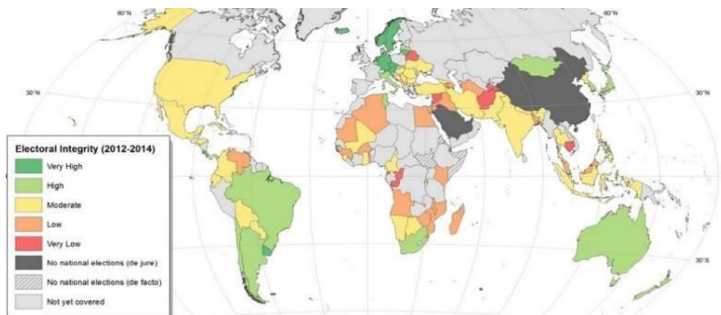 60°N
60°N
30°N
30°N
Electoral Integrity (2012-2014)
Very High
High
Moderate
Low
Very Low
No national elections (de jure)
No national elections (de facto)
Not yet covered
30°S